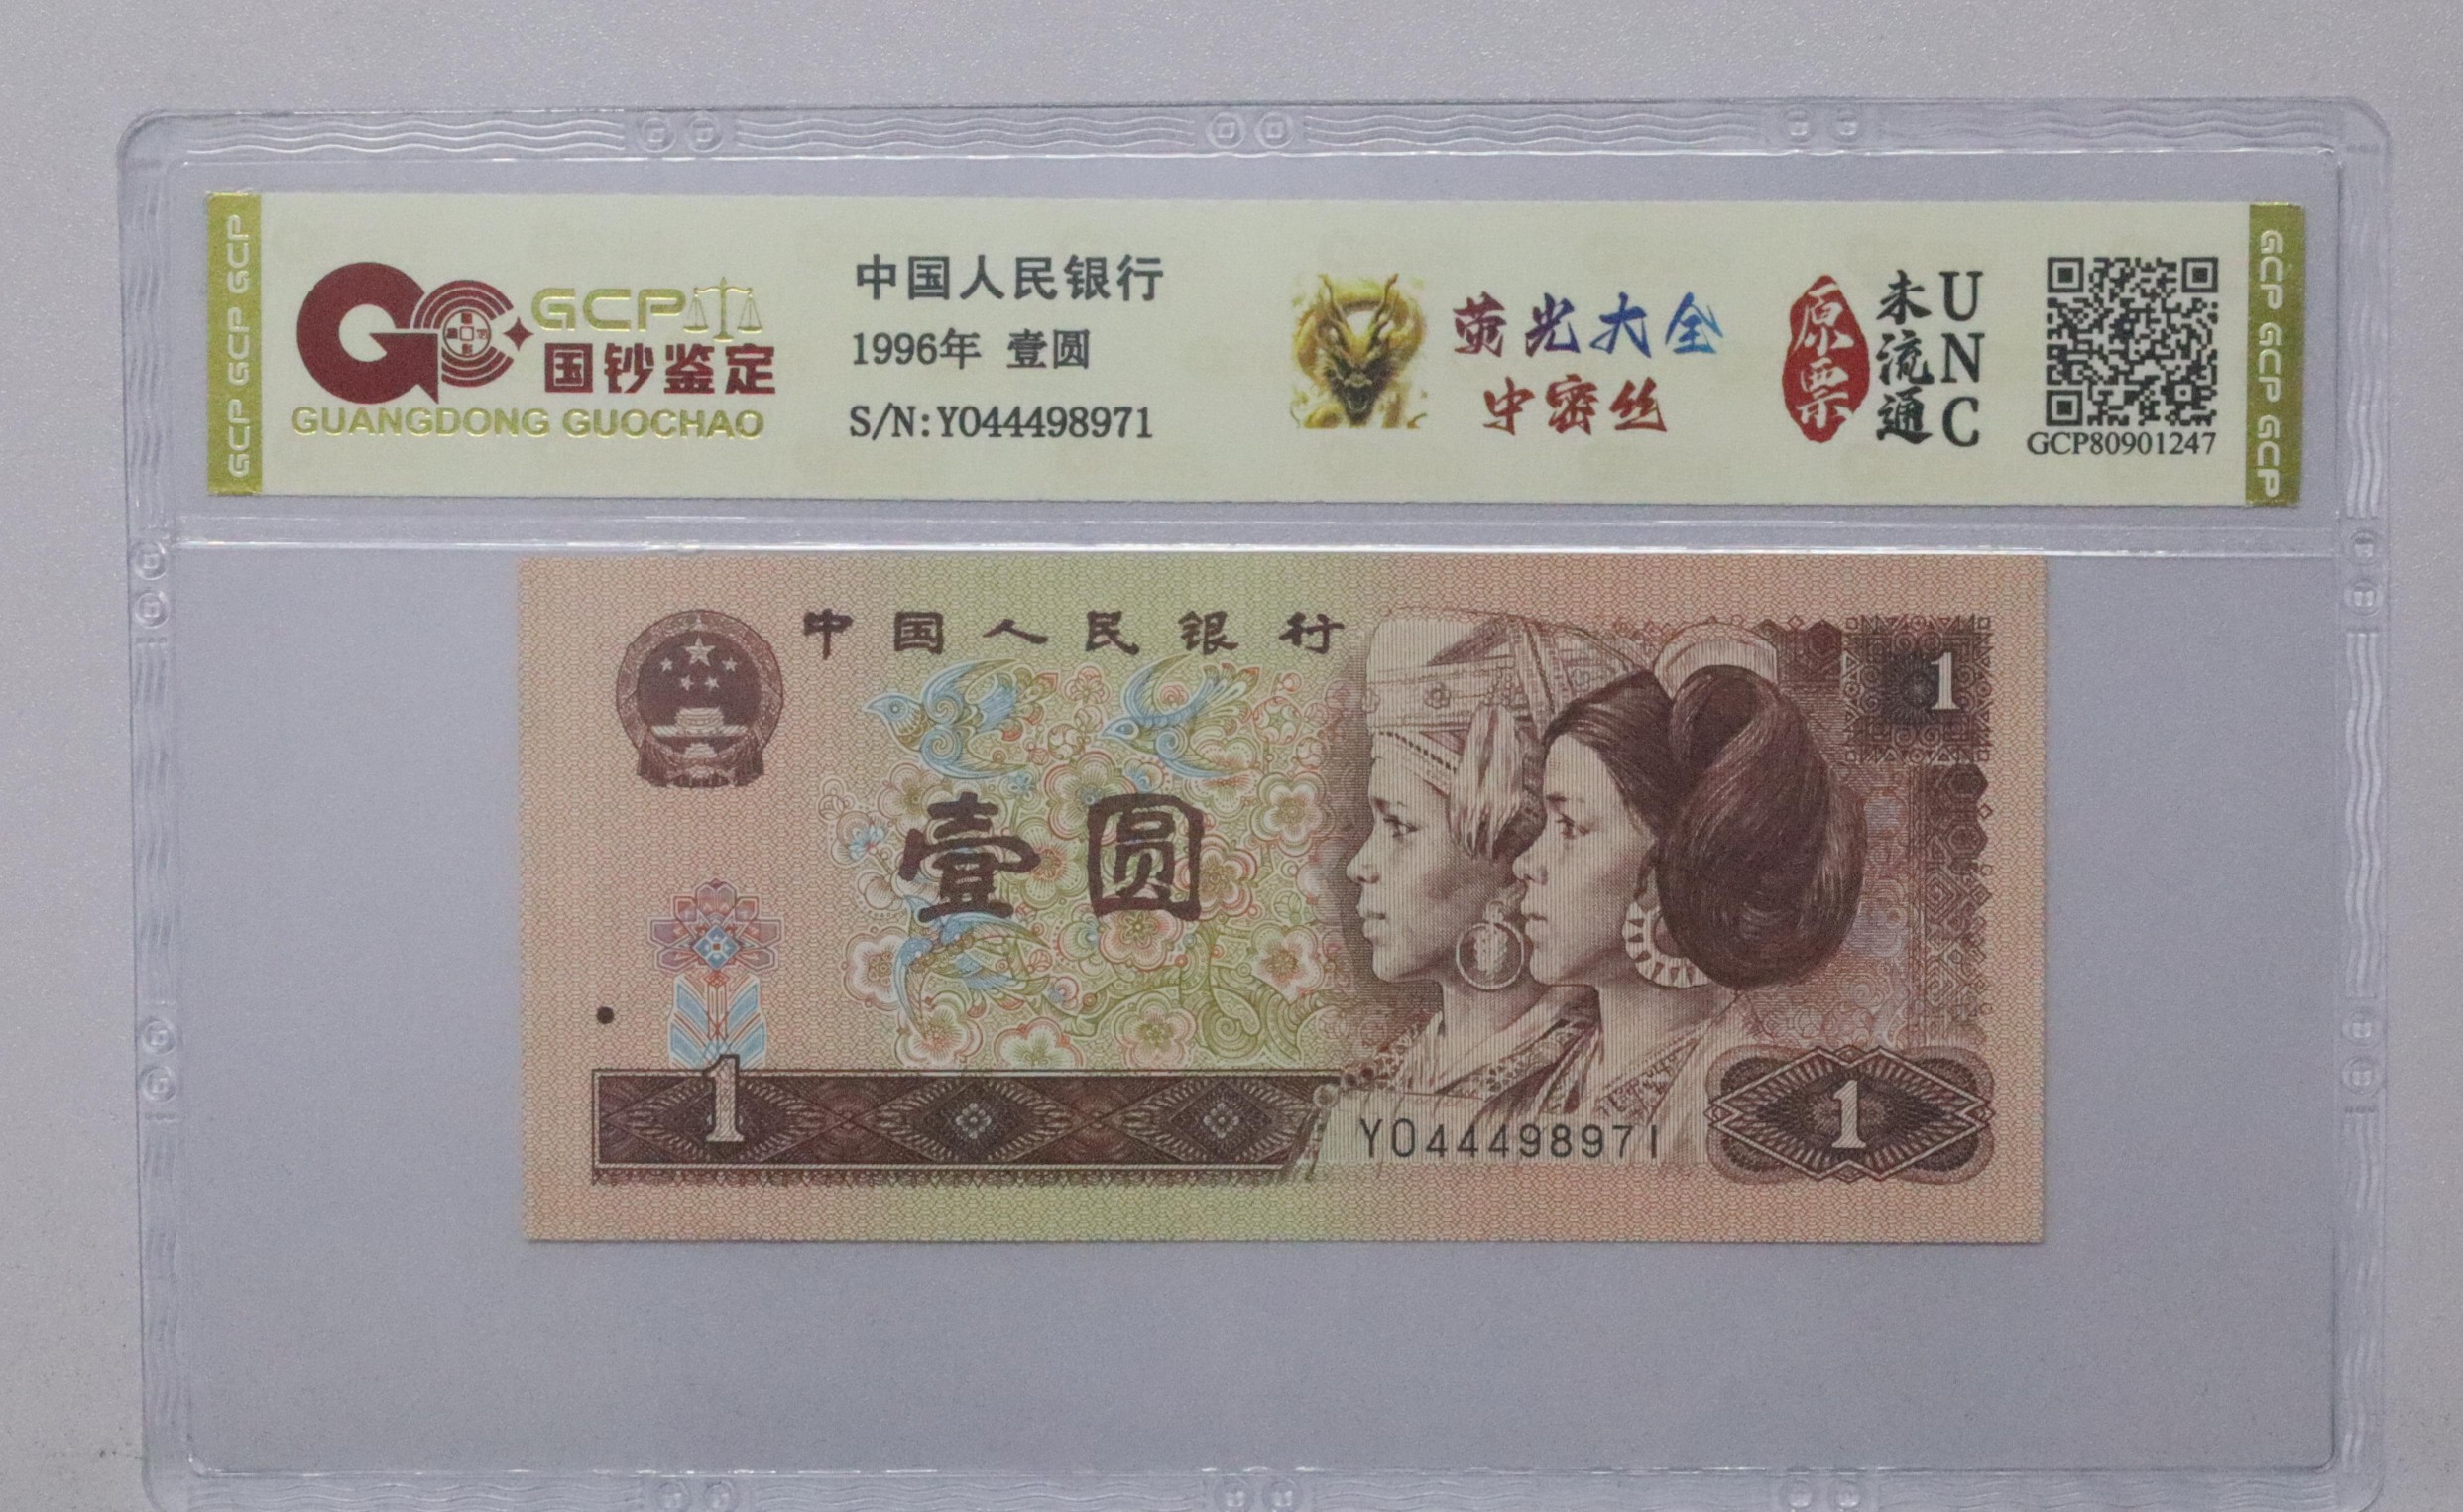 GCP GCP GCP
GCP
国钞鉴定
GUANGDONG GUOCHAO
中国人民银行
1996年 壹圆
S/N:YO44498971
荧光大全
中密丝
原票
未流通
UNC
GCP80901247
GCP GCP GCP
中国人民银行
1
壹圆
1
YO44498971
1